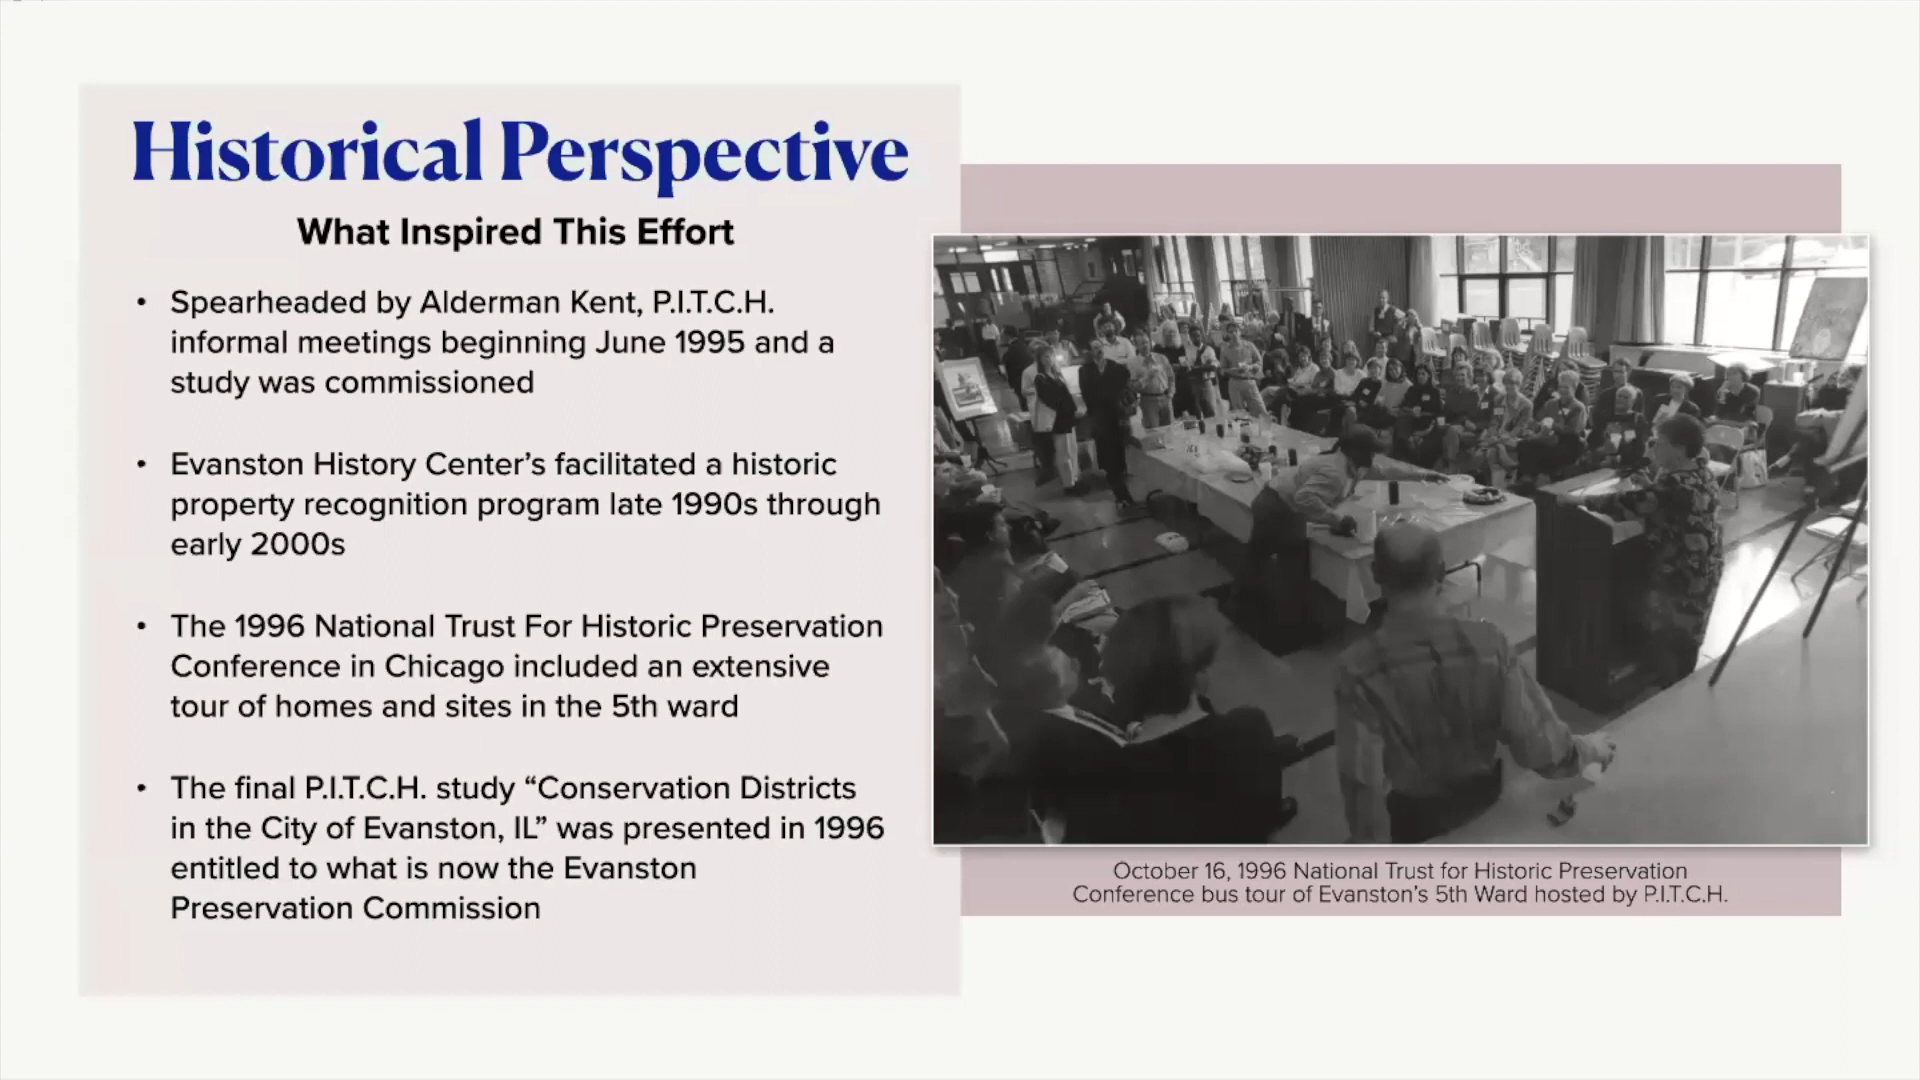 Historical Perspective
What Inspired This Effort
• Spearheaded by Alderman Kent, P.I.T.C.H.
informal meetings beginning June 1995 and a
study was commissioned
• Evanston History Center’s facilitated a historic
property recognition program late 1990s through
early 2000s
• The 1996 National Trust For Historic Preservation
Conference in Chicago included an extensive
tour of homes and sites in the 5th ward
• The final P.I.T.C.H. study “Conservation Districts
in the City of Evanston, IL” was presented in 1996
entitled to what is now the Evanston
Preservation Commission
October 16, 1996 National Trust for Historic Preservation
Conference bus tour of Evanston’s 5th Ward hosted by P.I.T.C.H.